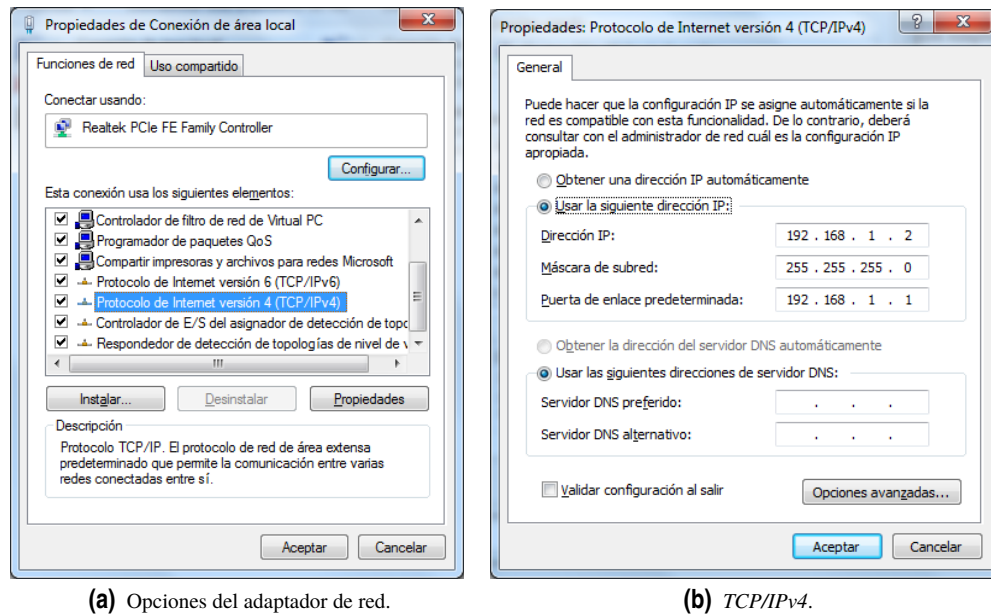 Propiedades de Conexión de área local
Funciones de red
Uso compartido
Conectar usando:
Realtek PCIe FE Family Controller
Configurar...
Esta conexión usa los siguientes elementos:
Controlador de filtro de red de Virtual PC
Programador de paquetes QoS
Compartir impresoras y archivos para redes Microsoft
Protocolo de Internet versión 6 (TCP/IPv6)
Protocolo de Internet versión 4 (TCP/IPv4)
Controlador de E/S del asignador de detección de topo
Respondedor de detección de topologías de nivel de v
Instalar...
Desinstalar
Propiedades
Descripción
Protocolo TCP/IP. El protocolo de red de área extensa
predeterminado que permite la comunicación entre varias
redes conectadas entre sí.
Aceptar
Cancelar
(a) Opciones del adaptador de red.
Propiedades: Protocolo de Internet versión 4 (TCP/IPv4)
General
Puede hacer que la configuración IP se asigne automáticamente si la
red es compatible con esta funcionalidad. De lo contrario, deberá
consultar con el administrador de red cuál es la configuración IP
apropiada.
Obtener una dirección IP automáticamente
Usar la siguiente dirección IP:
Dirección IP: 192 . 168 . 1 . 2
Máscara de subred: 255 . 255 . 255 . 0
Puerta de enlace predeterminada: 192 . 168 . 1 . 1
Obtener la dirección del servidor DNS automáticamente
Usar las siguientes direcciones de servidor DNS:
Servidor DNS preferido: . . .
Servidor DNS alternativo: . . .
Validar configuración al salir
Opciones avanzadas...
Aceptar
Cancelar
(b) TCP/IPv4.